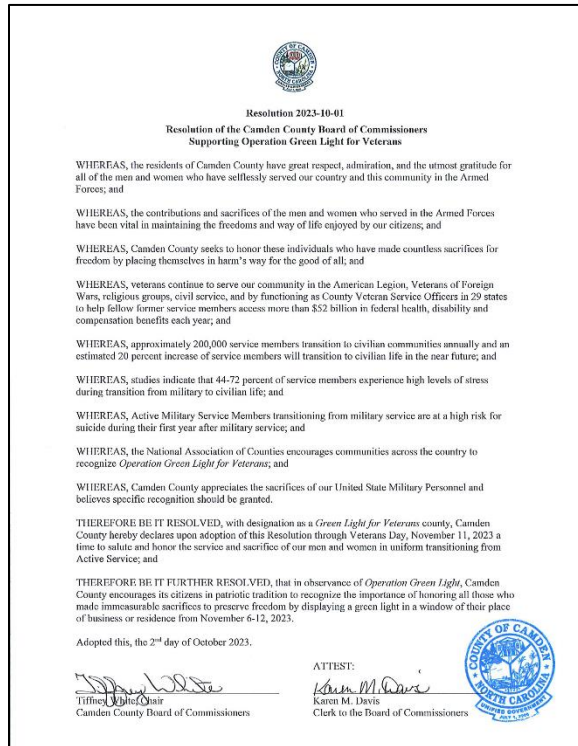 COUNTY OF CAMDEN
NORTH CAROLINA
Resolution 2023-10-01
Resolution of the Camden County Board of Commissioners
Supporting Operation Green Light for Veterans
WHEREAS, the residents of Camden County have great respect, admiration, and the utmost gratitude for
all of the men and women who have selflessly served our country and this community in the Armed
Forces; and
WHEREAS, the contributions and sacrifices of the men and women who served in the Armed Forces
have been vital in maintaining the freedoms and way of life enjoyed by our citizens; and
WHEREAS, Camden County seeks to honor these individuals who have made countless sacrifices for
freedom by placing themselves in harm's way for the good of all; and
WHEREAS, veterans continue to serve our community in the American Legion, Veterans of Foreign
Wars, religious groups, civil service, and by functioning as County Veteran Service Officers in 29 states
to help fellow former service members access more than $52 billion in federal health, disability and
compensation benefits each year; and
WHEREAS, approximately 200,000 service members transition to civilian communities annually and an
estimated 20 percent increase of service members will transition to civilian life in the near future; and
WHEREAS, studies indicate that 44-72 percent of service members experience high levels of stress
during transition from military to civilian life; and
WHEREAS, Active Military Service Members transitioning from military service are at a high risk for
suicide during their first year after military service; and
WHEREAS, the National Association of Counties encourages communities across the country to
recognize Operation Green Light for Veterans; and
WHEREAS, Camden County appreciates the sacrifices of our United State Military Personnel and
believes specific recognition should be granted.
THEREFORE BE IT RESOLVED, with designation as a Green Light for Veterans county, Camden
County hereby declares upon adoption of this Resolution through Veterans Day, November 11, 2023 a
time to salute and honor the service and sacrifice of our men and women in uniform transitioning from
Active Service; and
THEREFORE BE IT FURTHER RESOLVED, that in observance of Operation Green Light, Camden
County encourages its citizens in patriotic tradition to recognize the importance of honoring all those who
made immeasurable sacrifices to preserve freedom by displaying a green light in a window of their place
of business or residence from November 6-12, 2023.
Adopted this, the 2nd day of October 2023.
Tiffney White
Tiffney White, Chair
Camden County Board of Commissioners
ATTEST:
Karen M. Davis
Karen M. Davis
Clerk to the Board of Commissioners
COUNTY OF CAMDEN
NORTH CAROLINA
UNIFIED GOVERNMENT